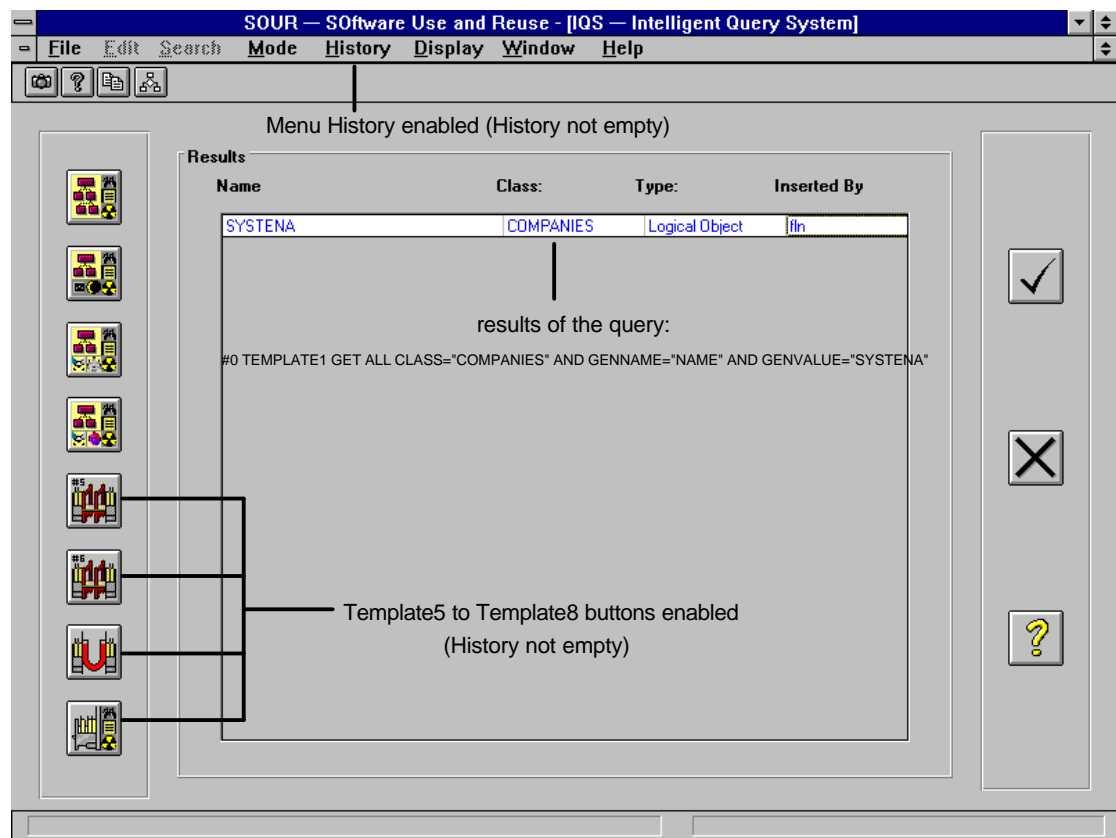 SOUR — SOftware Use and Reuse - [IQS — Intelligent Query System]
File Edit Search Mode History Display Window Help
Menu History enabled (History not empty)
Results
Name Class: Type: Inserted By
SYSTENA COMPANIES Logical Object fln
results of the query:
#0 TEMPLATE1 GET ALL CLASS="COMPANIES" AND GENNAME="NAME" AND GENVALUE="SYSTENA"
#5
#6
Template5 to Template8 buttons enabled
(History not empty)